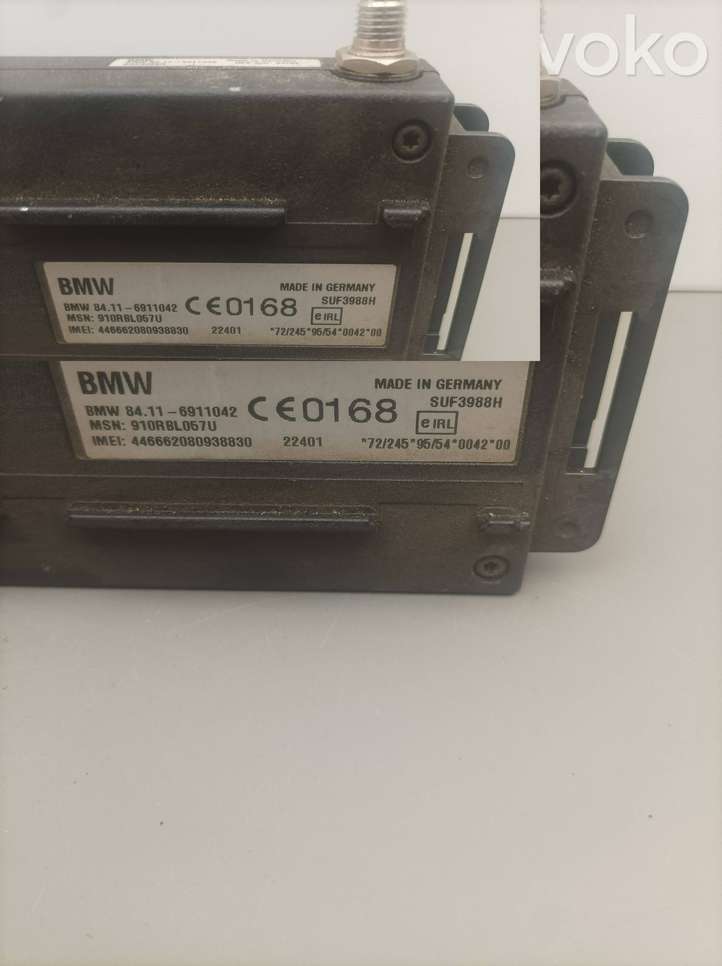 voko
BMW
MADE IN GERMANY
BMW 84.11-6911042 CE0168 SUF3988H
MSN: 910RBL057U e IRL
IMEI: 446662080938830 22401 *72/245*95/54*0042*00
BMW
MADE IN GERMANY
BMW 84.11-6911042 CE0168 SUF3988H
MSN: 910RBL057U e IRL
IMEI: 446662080938830 22401 *72/245*95/54*0042*00